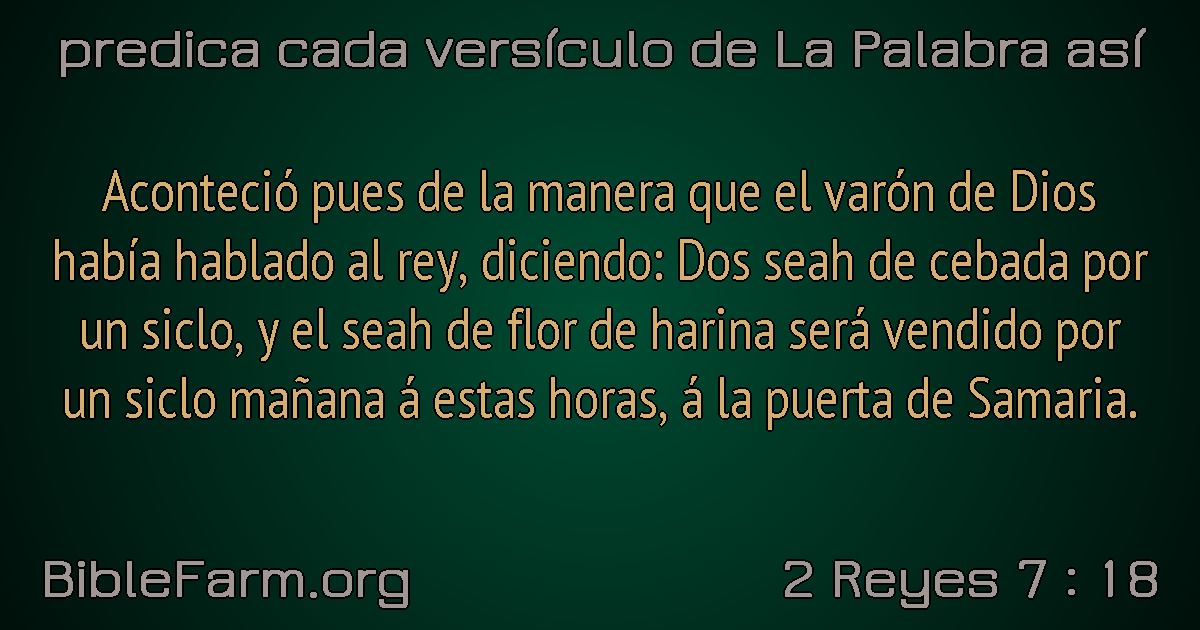 predica cada versículo de La Palabra así
Aconteció pues de la manera que el varón de Dios
había hablado al rey, diciendo: Dos seah de cebada por
un siclo, y el seah de flor de harina será vendido por
un siclo mañana á estas horas, á la puerta de Samaria.
BibleFarm.org
2 Reyes 7 : 18